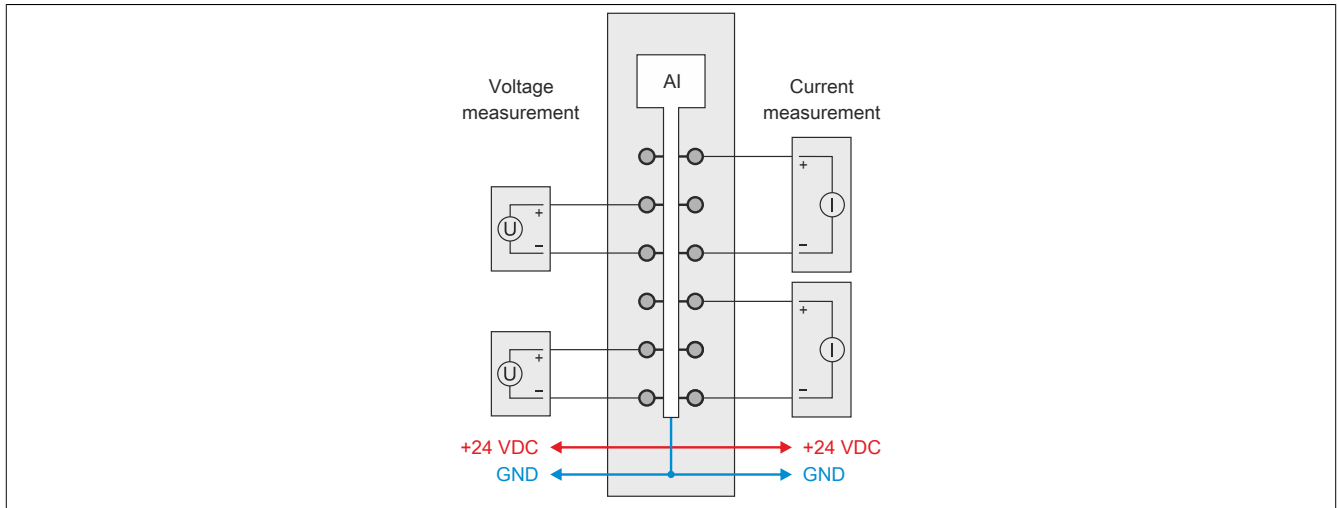 AI
Voltage
measurement
Current
measurement
+
+
I
-
U
+
-
+
I
-
U
+
-
+24 VDC
+24 VDC
GND
GND